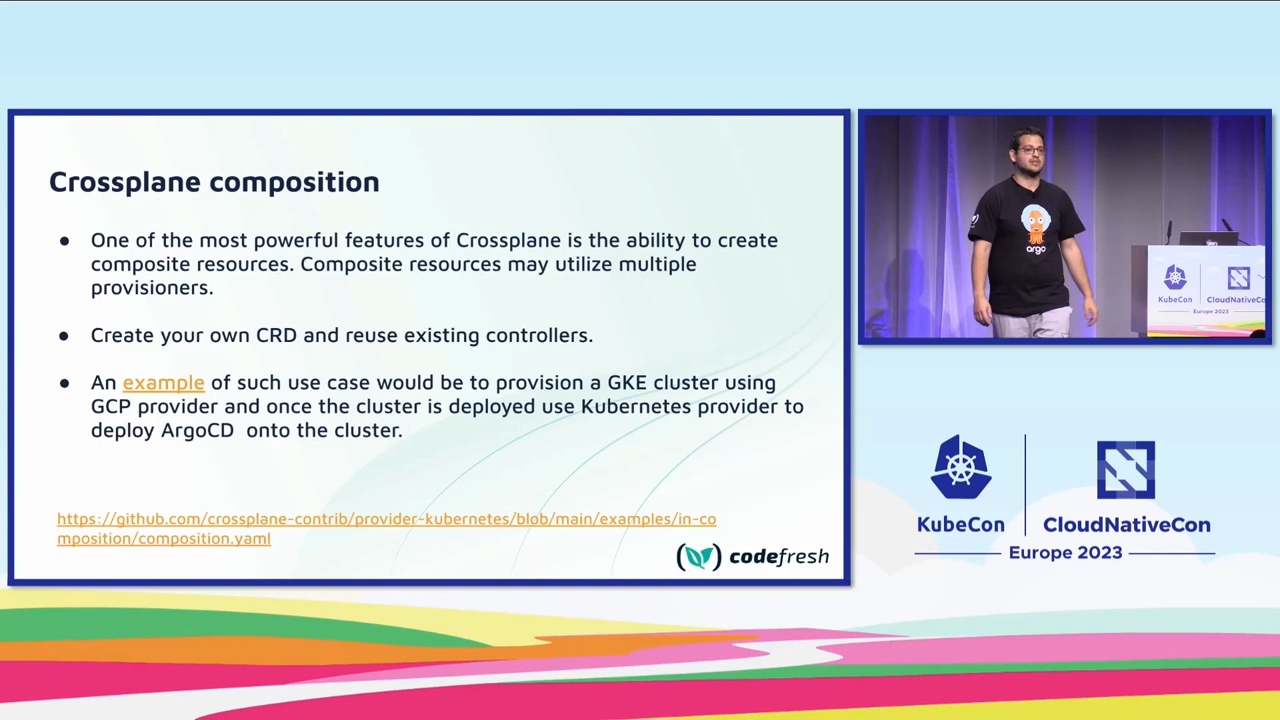 Crossplane composition
● One of the most powerful features of Crossplane is the ability to create
composite resources. Composite resources may utilize multiple
provisioners.
● Create your own CRD and reuse existing controllers.
● An example of such use case would be to provision a GKE cluster using
GCP provider and once the cluster is deployed use Kubernetes provider to
deploy ArgoCD onto the cluster.
https://github.com/crossplane-contrib/provider-kubernetes/blob/main/examples/in-co
mposition/composition.yaml
codefresh
argo
KubeCon
CloudNativeCo
Europe 2023
KubeCon
CloudNativeCon
Europe 2023